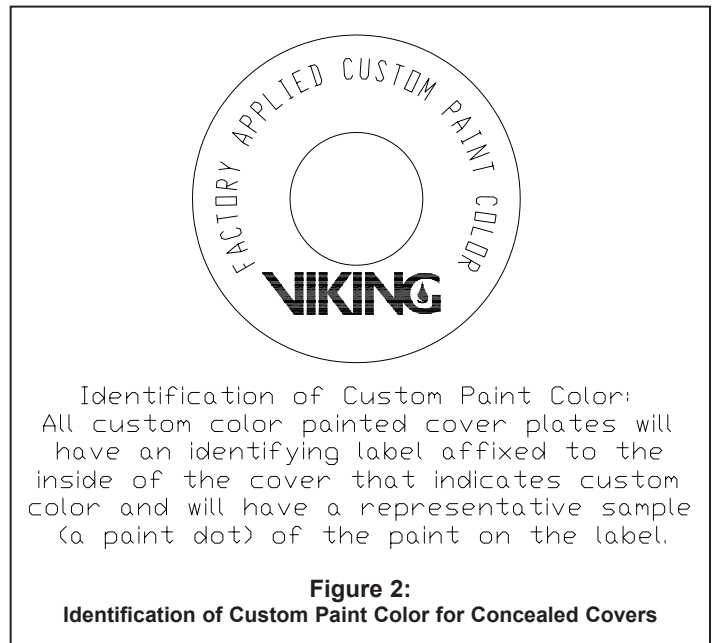 FACTORY APPLIED CUSTOM PAINT COLOR
VIKING
Identification of Custom Paint Color:
All custom color painted cover plates will
have an identifying label affixed to the
inside of the cover that indicates custom
color and will have a representative sample
(a paint dot) of the paint on the label.
Figure 2:
Identification of Custom Paint Color for Concealed Covers